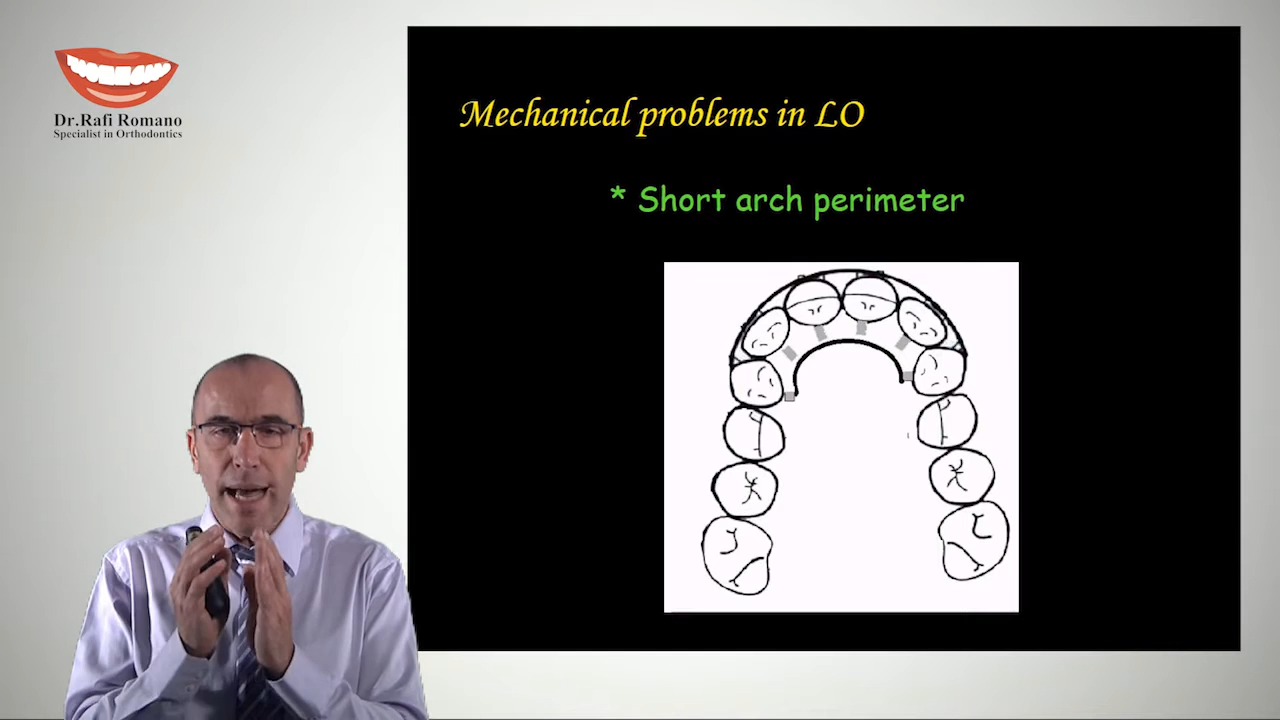 Dr.Rafi Romano
Specialist in Orthodontics
Mechanical problems in LO
* Short arch perimeter